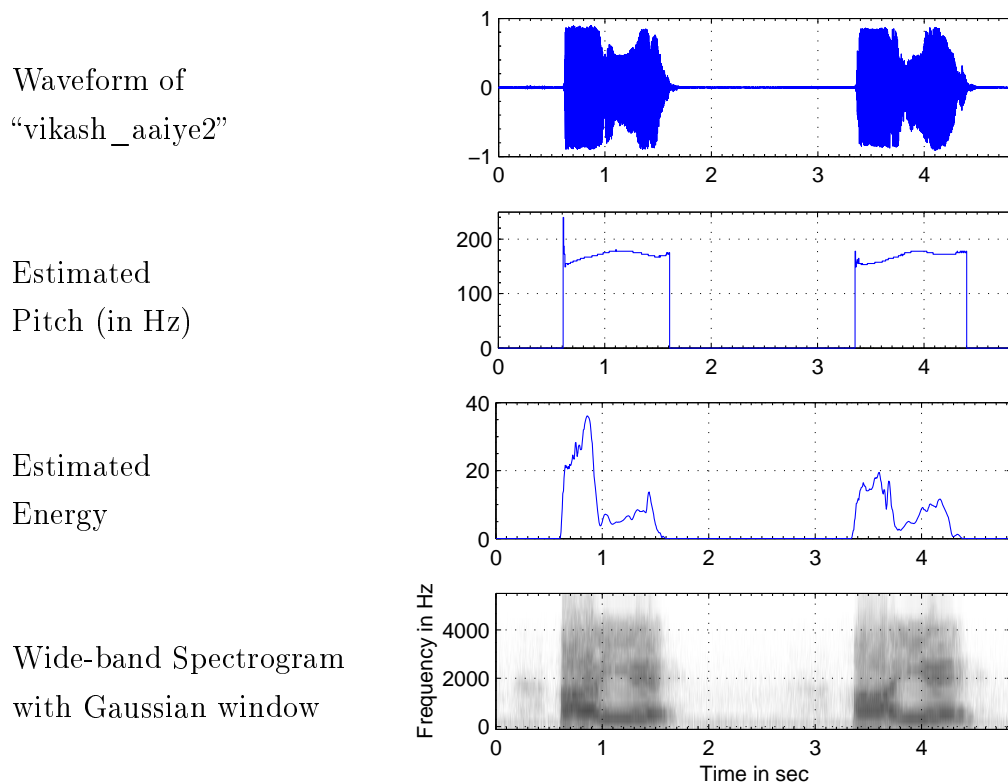 Waveform of
“vikash_aaiye2”
1
0
−1
0 1 2 3 4
Estimated
Pitch (in Hz)
200
100
0
0 1 2 3 4
Estimated
Energy
40
20
0
0 1 2 3 4
Wide-band Spectrogram
with Gaussian window
Frequency in Hz
4000
2000
0
0 1 2 3 4
Time in sec